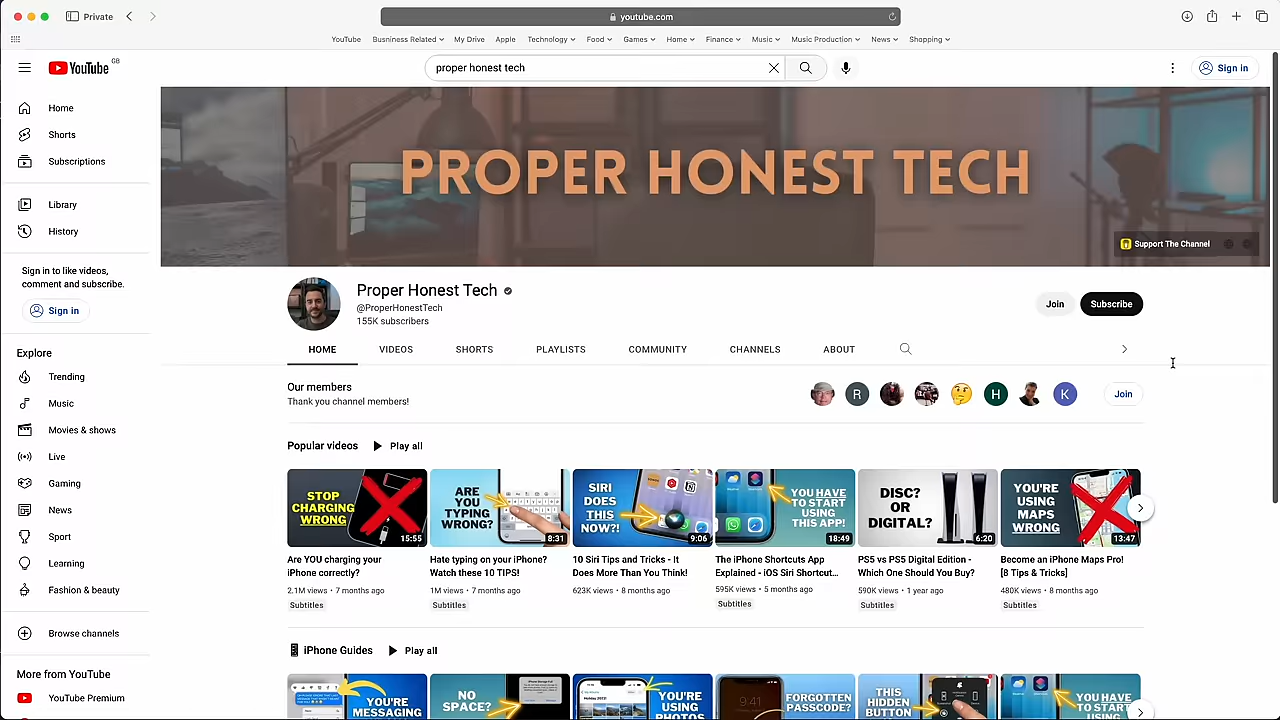 Private
youtube.com
YouTube
Busniness Related
My Drive
Apple
Technology
Food
Games
Home
Finance
Music
Music Production
News
Shopping
YouTube GB
proper honest tech
Sign in
Home
Shorts
Subscriptions
Library
History
Sign in to like videos,
comment and subscribe.
Sign in
Explore
Trending
Music
Movies & shows
Live
Gaming
News
Sport
Learning
Fashion & beauty
Browse channels
More from YouTube
YouTube Premium
PROPER HONEST TECH
Support The Channel
Proper Honest Tech
@ProperHonestTech
155K subscribers
Join
Subscribe
HOME
VIDEOS
SHORTS
PLAYLISTS
COMMUNITY
CHANNELS
ABOUT
Our members
Thank you channel members!
R
H
K
Join
Popular videos
Play all
STOP
CHARGING
WRONG
15:55
Are YOU charging your
iPhone correctly?
2.1M views • 7 months ago
Subtitles
ARE
YOU TYPING
WRONG?
8:31
Hate typing on your iPhone?
Watch these 10 TIPS!
1M views • 7 months ago
Subtitles
SIRI
DOES
THIS
NOW?!
9:06
10 Siri Tips and Tricks - It
Does More Than You Think!
623K views • 8 months ago
YOU HAVE
TO START
USING
THIS APP!
18:49
The iPhone Shortcuts App
Explained - iOS Siri Shortcut...
595K views • 5 months ago
Subtitles
DISC?
OR
DIGITAL?
6:20
PS5 vs PS5 Digital Edition -
Which One Should You Buy?
590K views • 1 year ago
Subtitles
YOU'RE
USING
MAPS
WRONG
13:47
Become an iPhone Maps Pro!
[8 Tips & Tricks]
480K views • 8 months ago
Subtitles
iPhone Guides
Play all
YOU'RE
MESSAGING
NO
SPACE?
YOU'RE
USING
PHOTOS
9:41
FORGOTTEN
PASSCODE?
THIS
HIDDEN
BUTTON
YOU HAVE
TO START